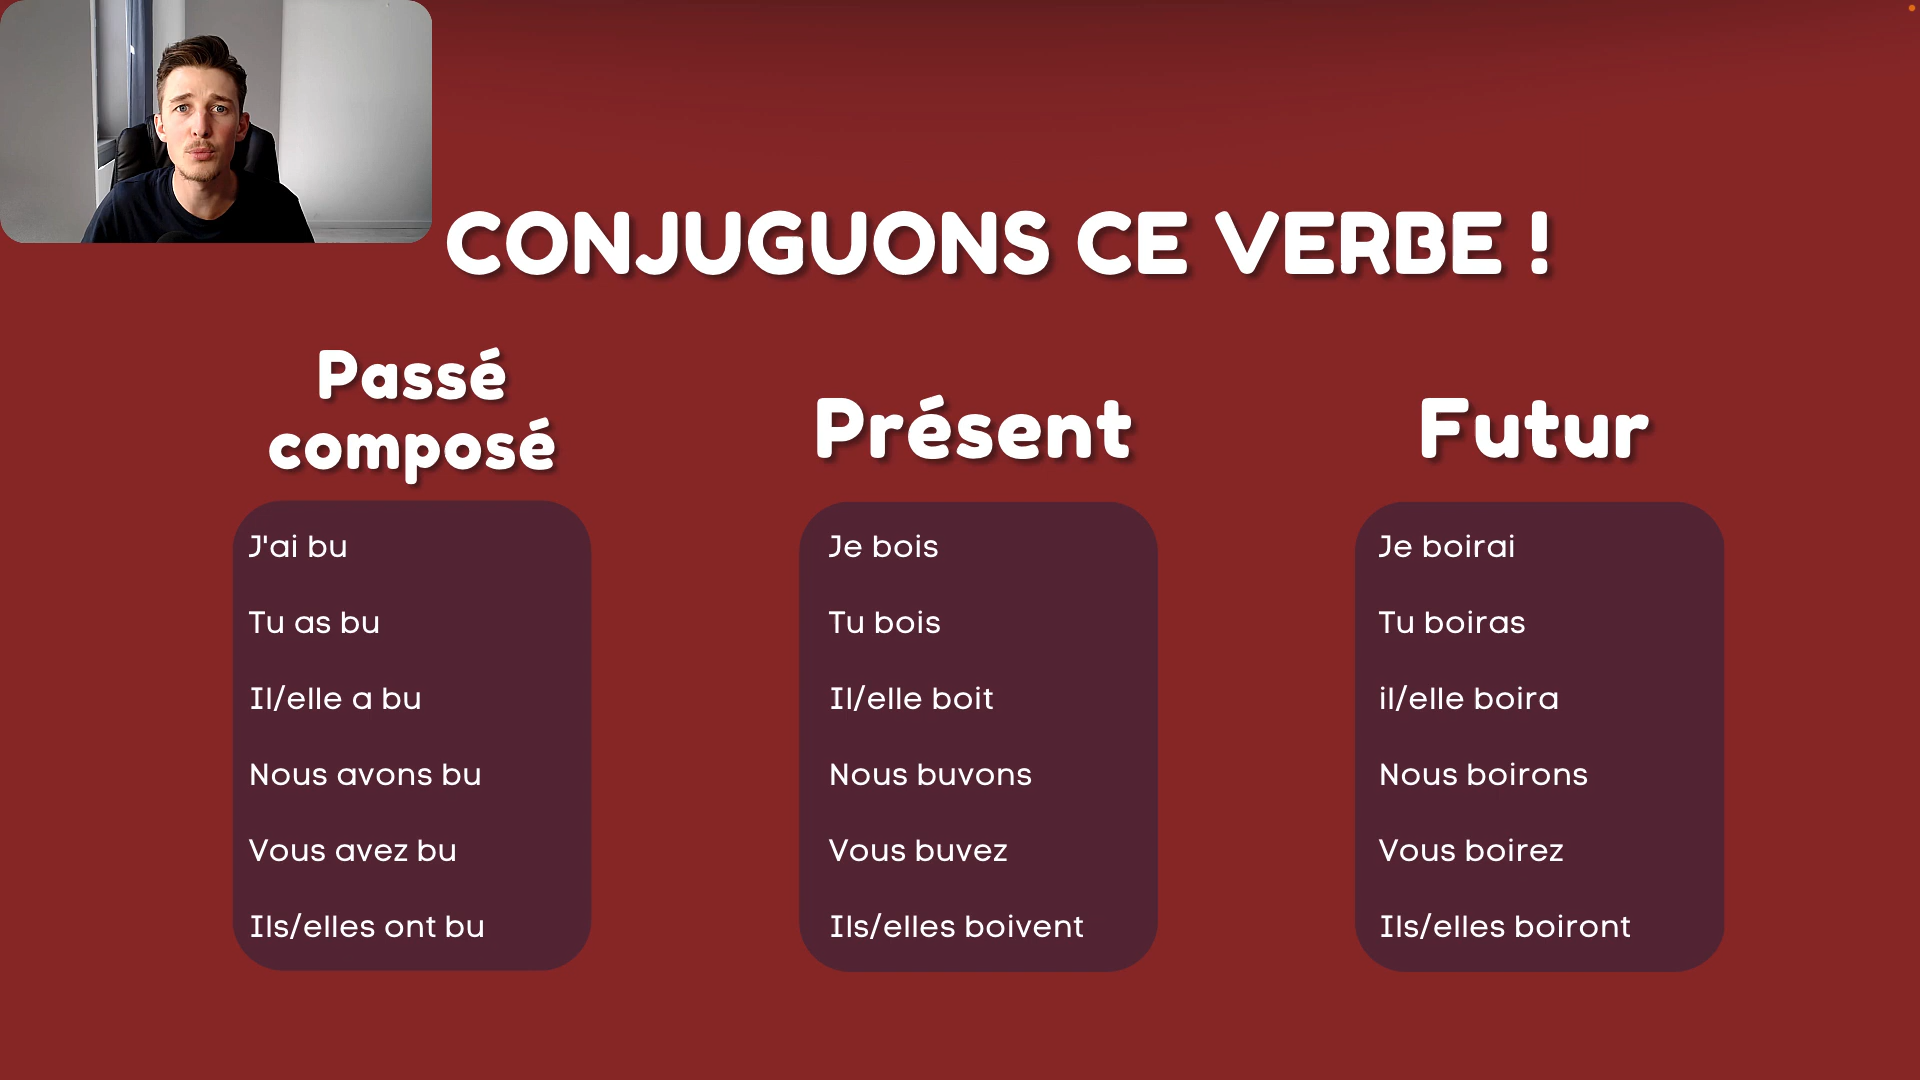 CONJUGUONS CE VERBE !
Passé
composé
J'ai bu
Tu as bu
Il/elle a bu
Nous avons bu
Vous avez bu
Ils/elles ont bu
Présent
Je bois
Tu bois
Il/elle boit
Nous buvons
Vous buvez
Ils/elles boivent
Futur
Je boirai
Tu boiras
il/elle boira
Nous boirons
Vous boirez
Ils/elles boiront